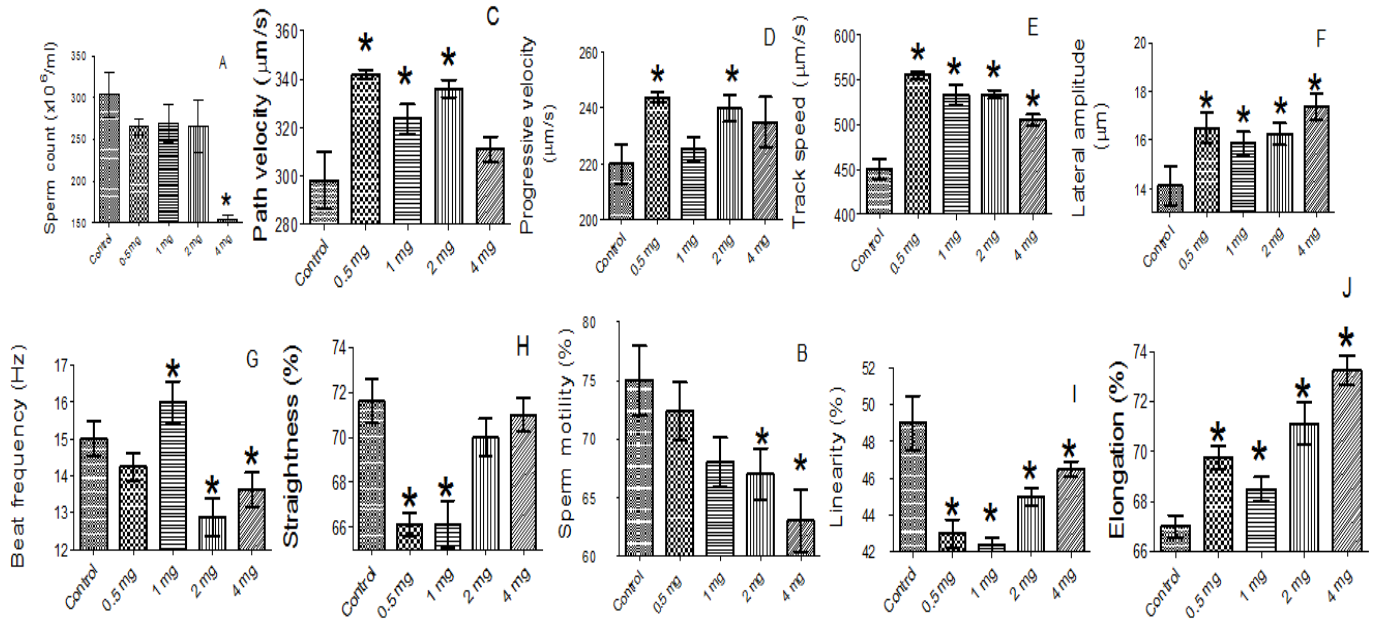 A
Sperm count (x10⁶/ml)
350
300
250
200
150
*
Control
0.5 mg
1 mg
2 mg
4 mg
C
Path velocity (µm/s)
360
340
320
300
280
*
*
*
Control
0.5 mg
1 mg
2 mg
4 mg
D
Progressive velocity
(µm/s)
260
240
220
200
*
*
Control
0.5 mg
1 mg
2 mg
4 mg
E
Track speed (µm/s)
600
550
500
450
400
*
*
*
*
Control
0.5 mg
1 mg
2 mg
4 mg
F
Lateral amplitude
(µm)
20
18
16
14
*
*
*
*
Control
0.5 mg
1 mg
2 mg
4 mg
G
Beat frequency (Hz)
17
16
15
14
13
12
*
*
*
Control
0.5 mg
1 mg
2 mg
4 mg
H
Straightness (%)
74
72
70
68
66
*
*
Control
0.5 mg
1 mg
2 mg
4 mg
B
Sperm motility (%)
80
75
70
65
60
*
*
Control
0.5 mg
1 mg
2 mg
4 mg
I
Linearity (%)
52
50
48
46
44
42
*
*
*
*
Control
0.5 mg
1 mg
2 mg
4 mg
J
Elongation (%)
74
72
70
68
66
*
*
*
*
Control
0.5 mg
1 mg
2 mg
4 mg